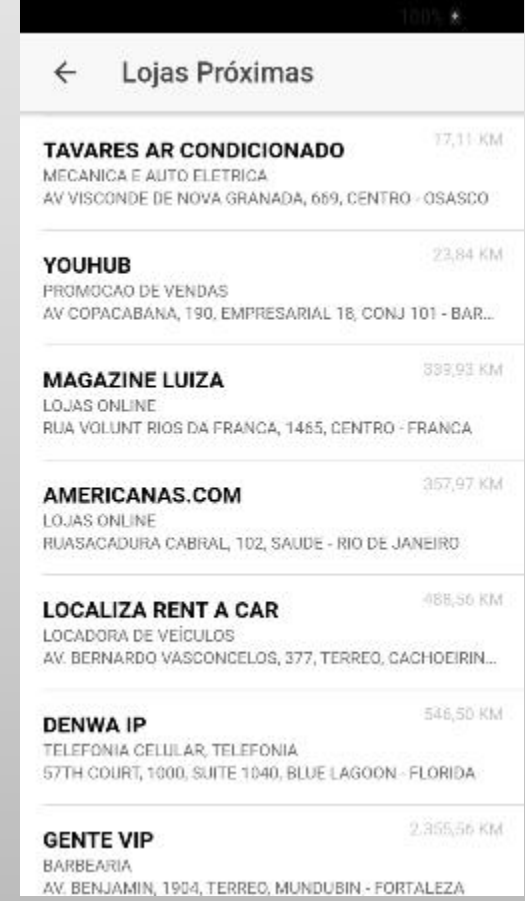 100%
Lojas Próximas
17,11 KM
TAVARES AR CONDICIONADO
MECANICA E AUTO ELETRICA
AV VISCONDE DE NOVA GRANADA, 669, CENTRO - OSASCO
23,84 KM
YOUHUB
PROMOCAO DE VENDAS
AV COPACABANA, 190, EMPRESARIAL 18, CONJ 101 - BAR...
339,93 KM
MAGAZINE LUIZA
LOJAS ONLINE
RUA VOLUNT RIOS DA FRANCA, 1465, CENTRO - FRANCA
357,97 KM
AMERICANAS.COM
LOJAS ONLINE
RUASACADURA CABRAL, 102, SAUDE - RIO DE JANEIRO
488,56 KM
LOCALIZA RENT A CAR
LOCADORA DE VEÍCULOS
AV. BERNARDO VASCONCELOS, 377, TERREO, CACHOEIRIN...
546,50 KM
DENWA IP
TELEFONIA CELULAR, TELEFONIA
57TH COURT, 1000, SUITE 1040, BLUE LAGOON - FLORIDA
2.355,56 KM
GENTE VIP
BARBEARIA
AV. BENJAMIN, 1904, TERREO, MUNDUBIN - FORTALEZA